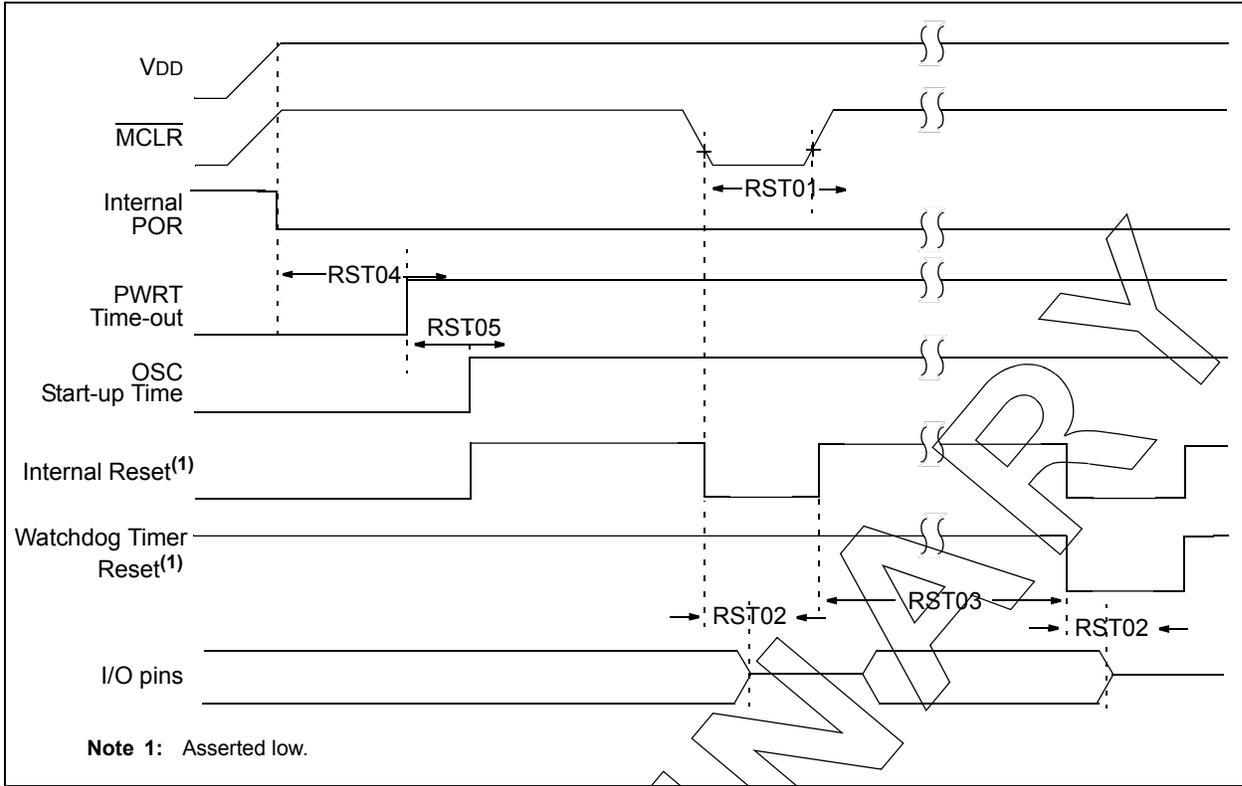 VDD
MCLR
RST01
Internal
POR
RST04
PWRT
Time-out
RST05
OSC
Start-up Time
Internal Reset(1)
Watchdog Timer
Reset(1)
RST03
RST02
RST02
I/O pins
Note 1: Asserted low.
N A R Y